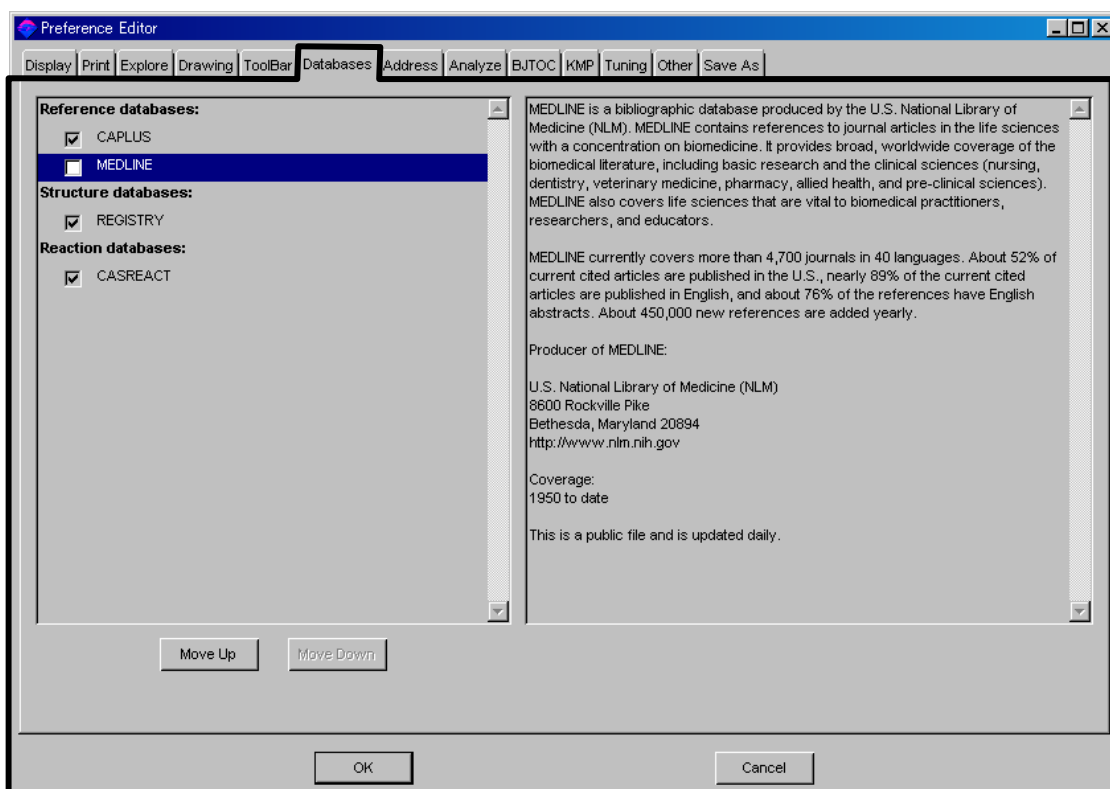 Preference Editor
Display Print Explore Drawing ToolBar Databases Address Analyze BJTOC KMP Tuning Other Save As
Reference databases:
CAPLUS
MEDLINE
Structure databases:
REGISTRY
Reaction databases:
CASREACT
MEDLINE is a bibliographic database produced by the U.S. National Library of
Medicine (NLM). MEDLINE contains references to journal articles in the life sciences
with a concentration on biomedicine. It provides broad, worldwide coverage of the
biomedical literature, including basic research and the clinical sciences (nursing,
dentistry, veterinary medicine, pharmacy, allied health, and pre-clinical sciences).
MEDLINE also covers life sciences that are vital to biomedical practitioners,
researchers, and educators.
MEDLINE currently covers more than 4,700 journals in 40 languages. About 52% of
current cited articles are published in the U.S., nearly 89% of the current cited
articles are published in English, and about 76% of the references have English
abstracts. About 450,000 new references are added yearly.
Producer of MEDLINE:
U.S. National Library of Medicine (NLM)
8600 Rockville Pike
Bethesda, Maryland 20894
http://www.nlm.nih.gov
Coverage:
1950 to date
This is a public file and is updated daily.
Move Up Move Down
OK Cancel